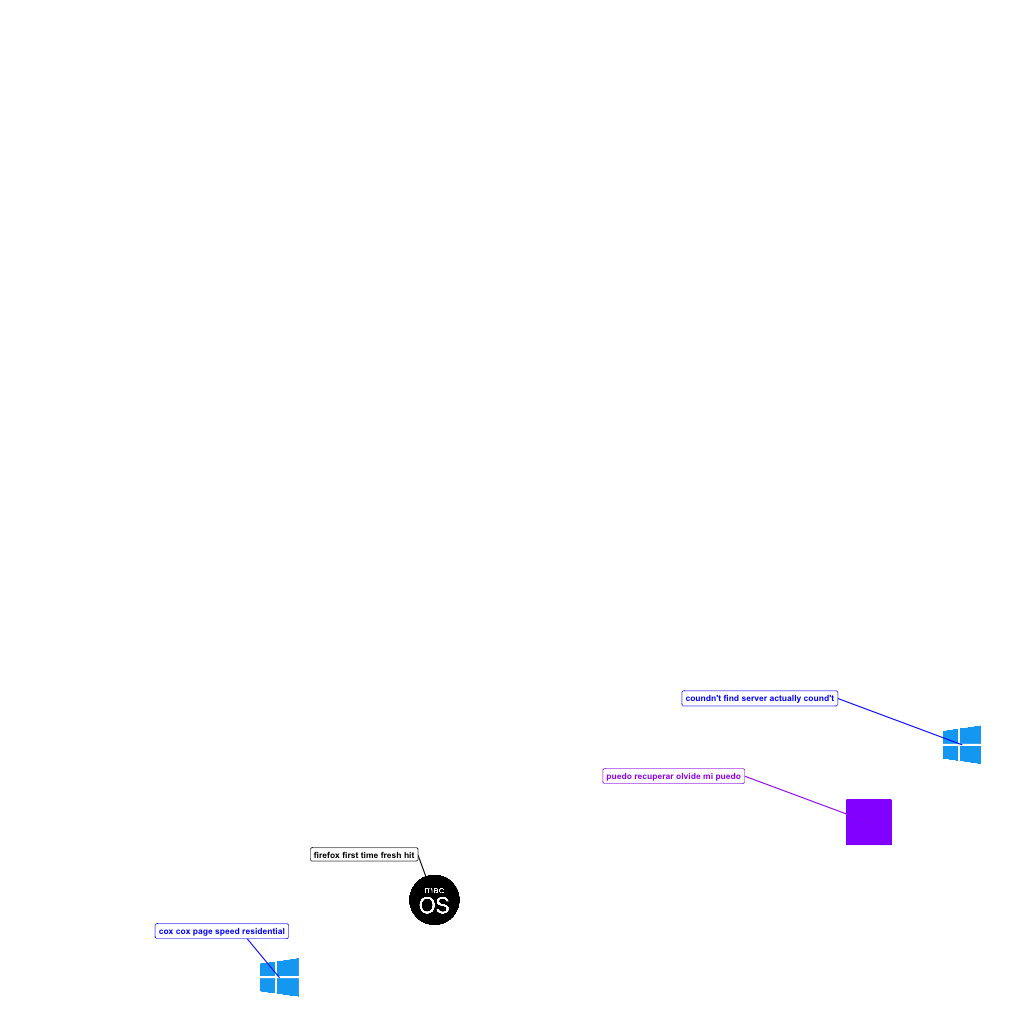 coundn't find server actually cound't
puedo recuperar olvide mi puedo
firefox first time fresh hit
mac
OS
cox cox page speed residential